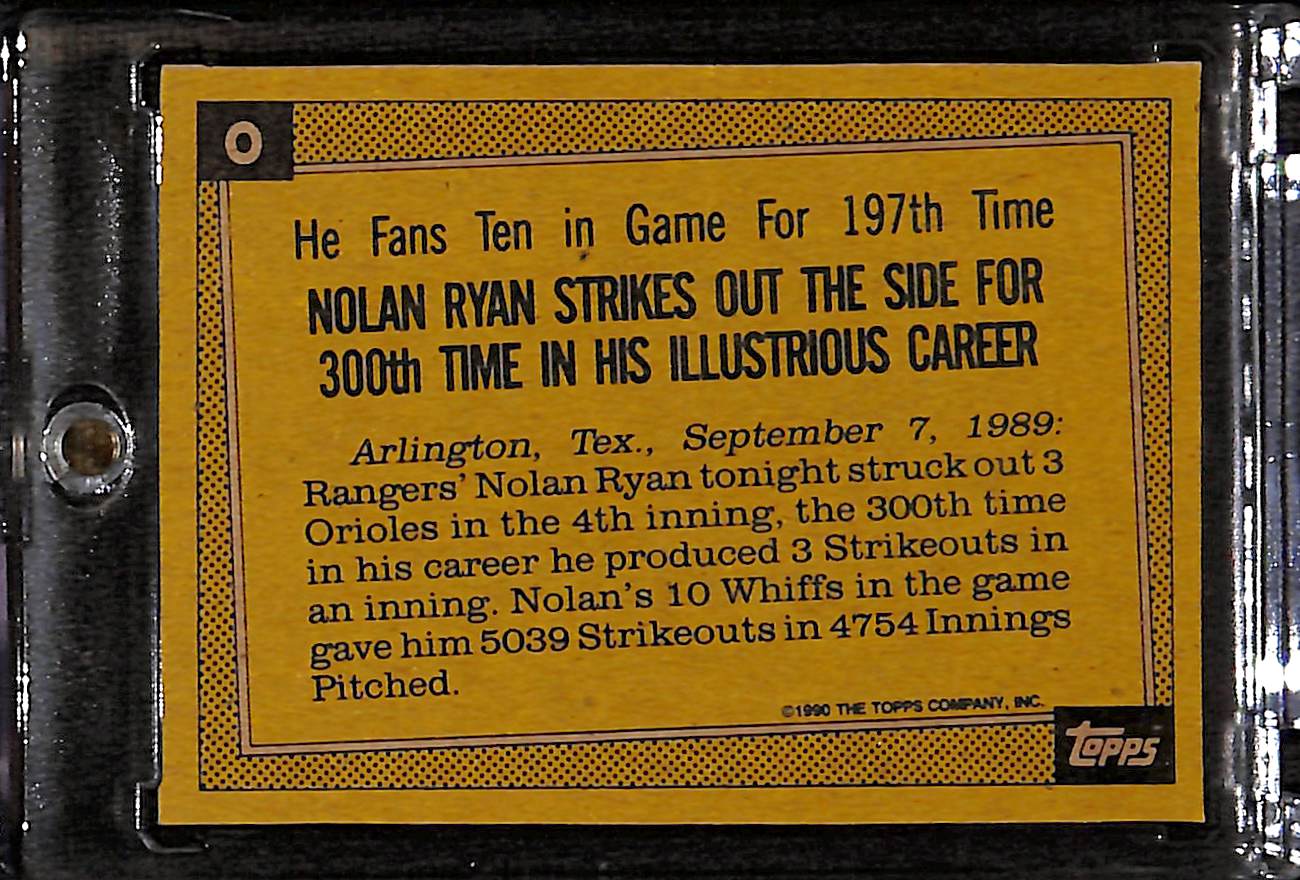 O
He Fans Ten in Game For 197th Time
NOLAN RYAN STRIKES OUT THE SIDE FOR
300th TIME IN HIS ILLUSTRIOUS CAREER
Arlington, Tex., September 7, 1989:
Rangers' Nolan Ryan tonight struck out 3
Orioles in the 4th inning, the 300th time
in his career he produced 3 Strikeouts in
an inning. Nolan's 10 Whiffs in the game
gave him 5039 Strikeouts in 4754 Innings
Pitched.
©1990 THE TOPPS COMPANY, INC.
topps